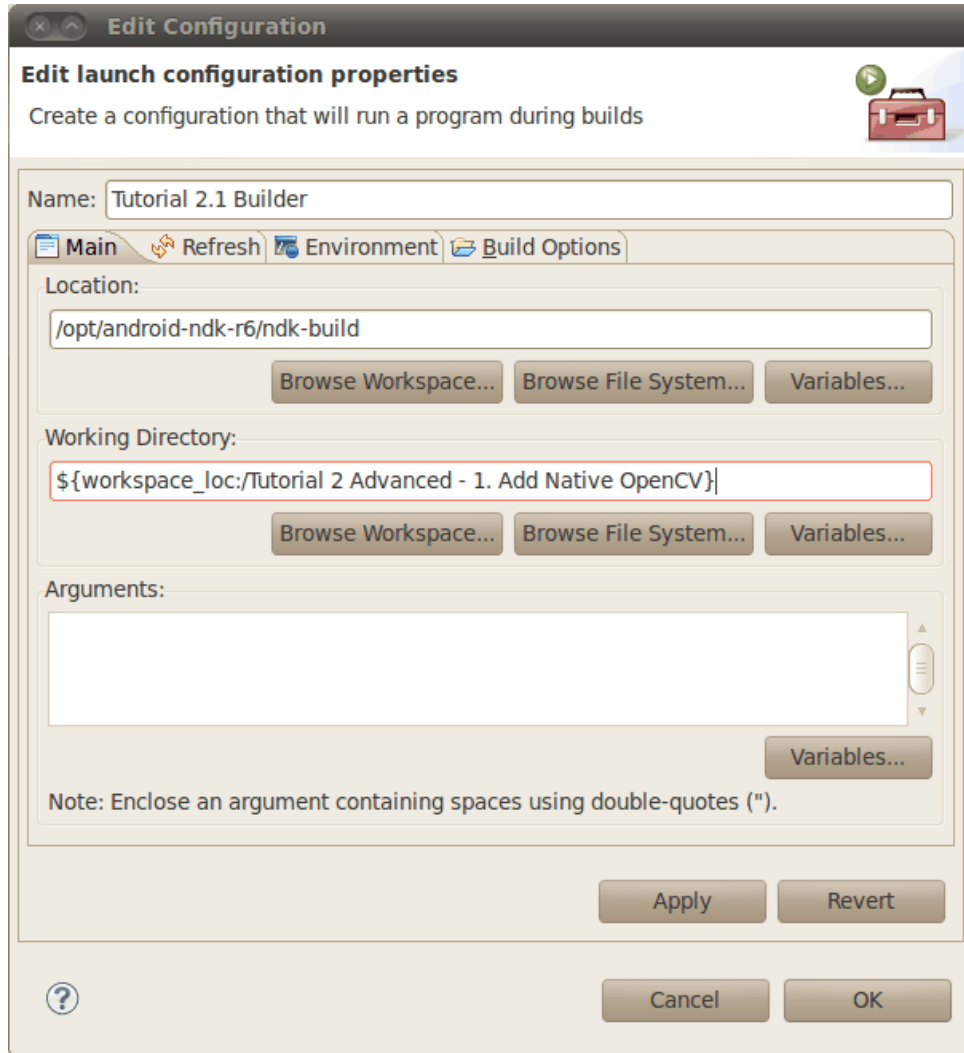 Edit Configuration
Edit launch configuration properties
Create a configuration that will run a program during builds
Name: Tutorial 2.1 Builder
Main Refresh Environment Build Options
Location:
/opt/android-ndk-r6/ndk-build
Browse Workspace... Browse File System... Variables...
Working Directory:
${workspace_loc:/Tutorial 2 Advanced - 1. Add Native OpenCV}
Browse Workspace... Browse File System... Variables...
Arguments:
Variables...
Note: Enclose an argument containing spaces using double-quotes (").
Apply Revert
Cancel OK